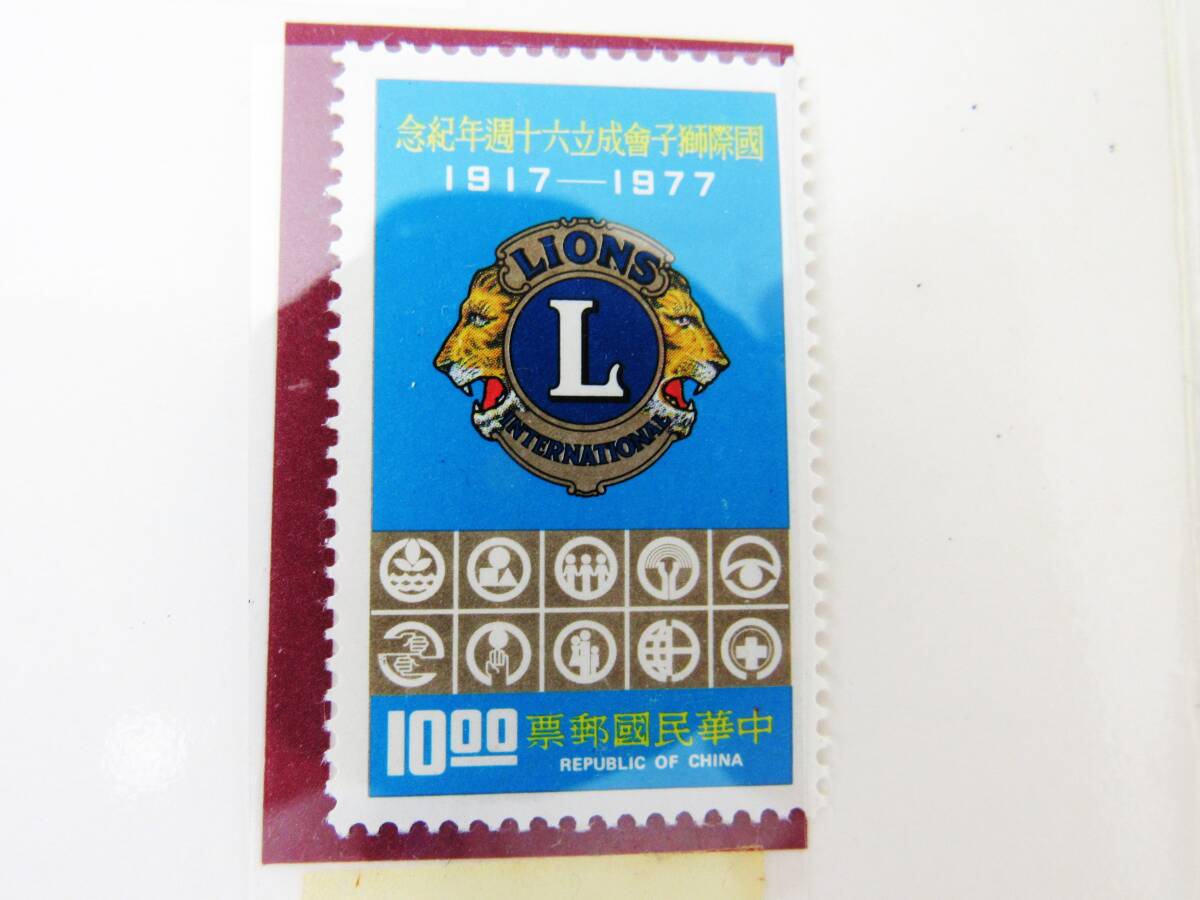 國際獅子會成立六十週年紀念
1917—1977
LIONS
L
INTERNATIONAL
10.00 中華民國郵票
REPUBLIC OF CHINA